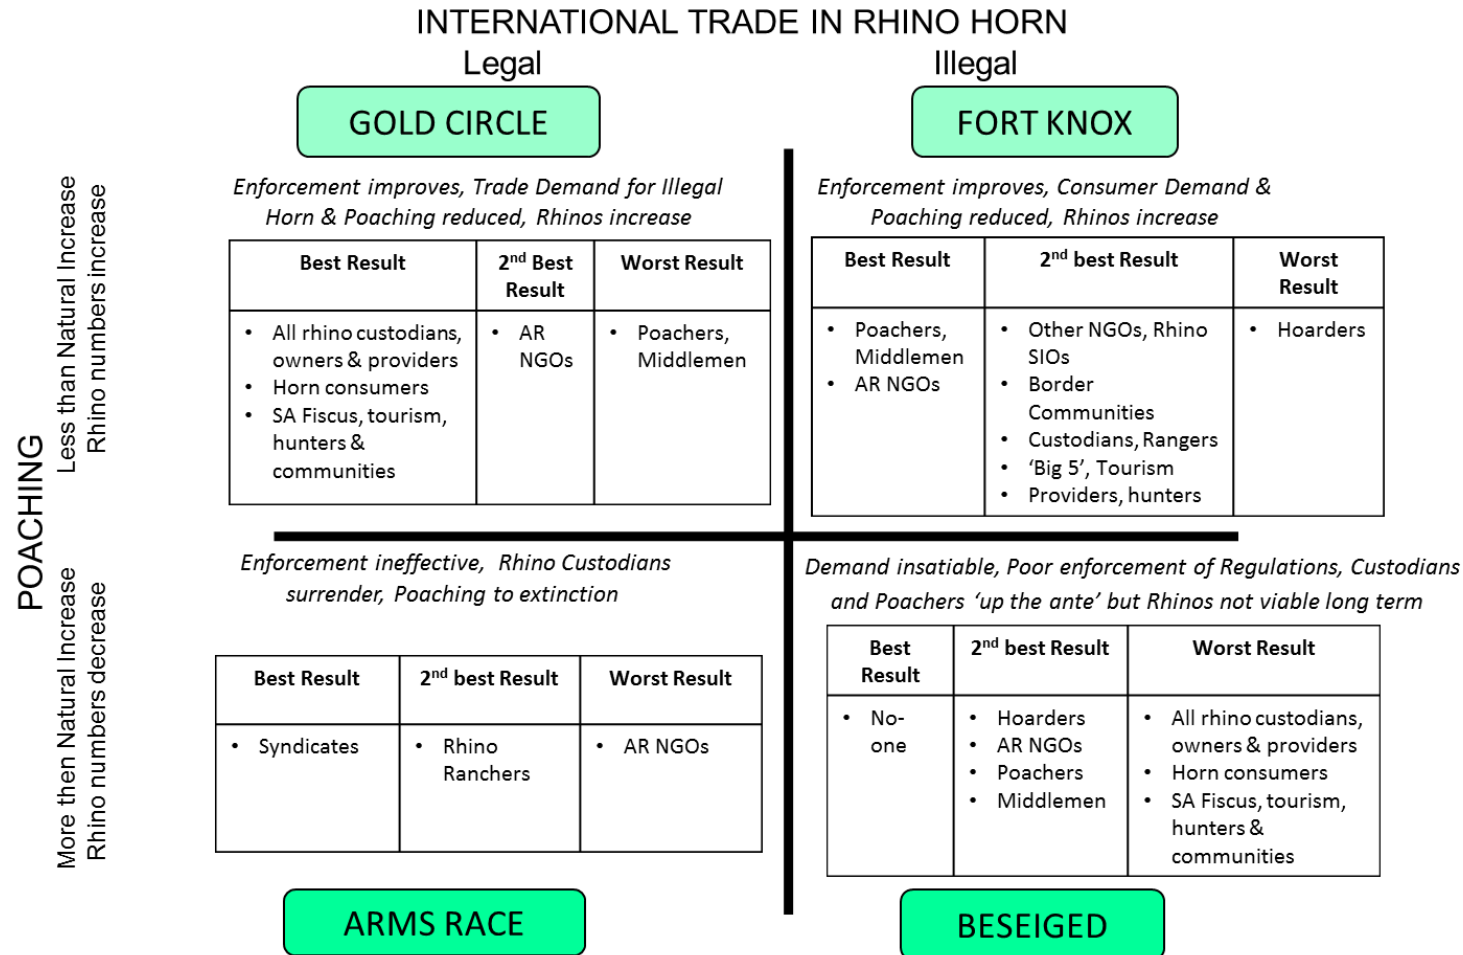 INTERNATIONAL TRADE IN RHINO HORN
Legal
Illegal
GOLD CIRCLE
FORT KNOX
POACHING
Less than Natural Increase
Rhino numbers increase
More then Natural Increase
Rhino numbers decrease
Enforcement improves, Trade Demand for Illegal
Horn & Poaching reduced, Rhinos increase
Best Result
2nd Best
Result
Worst Result
• All rhino custodians,
owners & providers
• Horn consumers
• SA Fiscus, tourism,
hunters &
communities
• AR
NGOs
• Poachers,
Middlemen
Enforcement improves, Consumer Demand &
Poaching reduced, Rhinos increase
Best Result
2nd best Result
Worst
Result
• Poachers,
Middlemen
• AR NGOs
• Other NGOs, Rhino
SIOs
• Border
Communities
• Custodians, Rangers
• ‘Big 5’, Tourism
• Providers, hunters
• Hoarders
Enforcement ineffective, Rhino Custodians
surrender, Poaching to extinction
Best Result
2nd best Result
Worst Result
• Syndicates
• Rhino
Ranchers
• AR NGOs
Demand insatiable, Poor enforcement of Regulations, Custodians
and Poachers ‘up the ante’ but Rhinos not viable long term
Best
Result
2nd best Result
Worst Result
• No-
one
• Hoarders
• AR NGOs
• Poachers
• Middlemen
• All rhino custodians,
owners & providers
• Horn consumers
• SA Fiscus, tourism,
hunters &
communities
ARMS RACE
BESEIGED